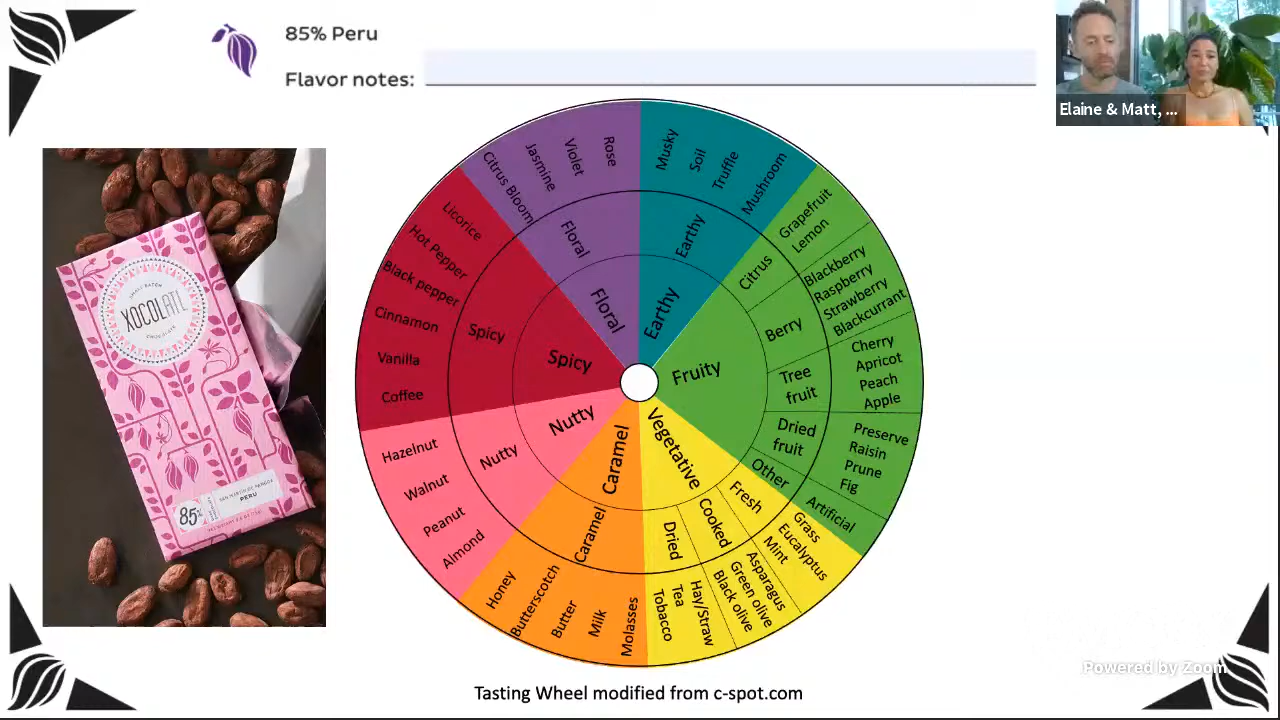 85% Peru
Flavor notes:
Elaine & Matt, ...
SMALL BATCH
XOCOLATL
CHOCOLATE
85%
PERU
Floral
Floral
Citrus Bloom
Jasmine
Violet
Rose
Earthy
Earthy
Musky
Soil
Truffle
Mushroom
Fruity
Citrus
Grapefruit
Lemon
Berry
Blackberry
Raspberry
Strawberry
Blackcurrant
Tree
fruit
Cherry
Apricot
Peach
Apple
Dried
fruit
Preserve
Raisin
Prune
Fig
Other
Artificial
Vegetative
Fresh
Grass
Eucalyptus
Mint
Cooked
Asparagus
Green olive
Black olive
Dried
Hay/Straw
Tea
Tobacco
Caramel
Caramel
Molasses
Milk
Butter
Butterscotch
Honey
Nutty
Nutty
Almond
Peanut
Walnut
Hazelnut
Spicy
Spicy
Coffee
Vanilla
Cinnamon
Black pepper
Hot Pepper
Licorice
Powered by Zoom
Tasting Wheel modified from c-spot.com